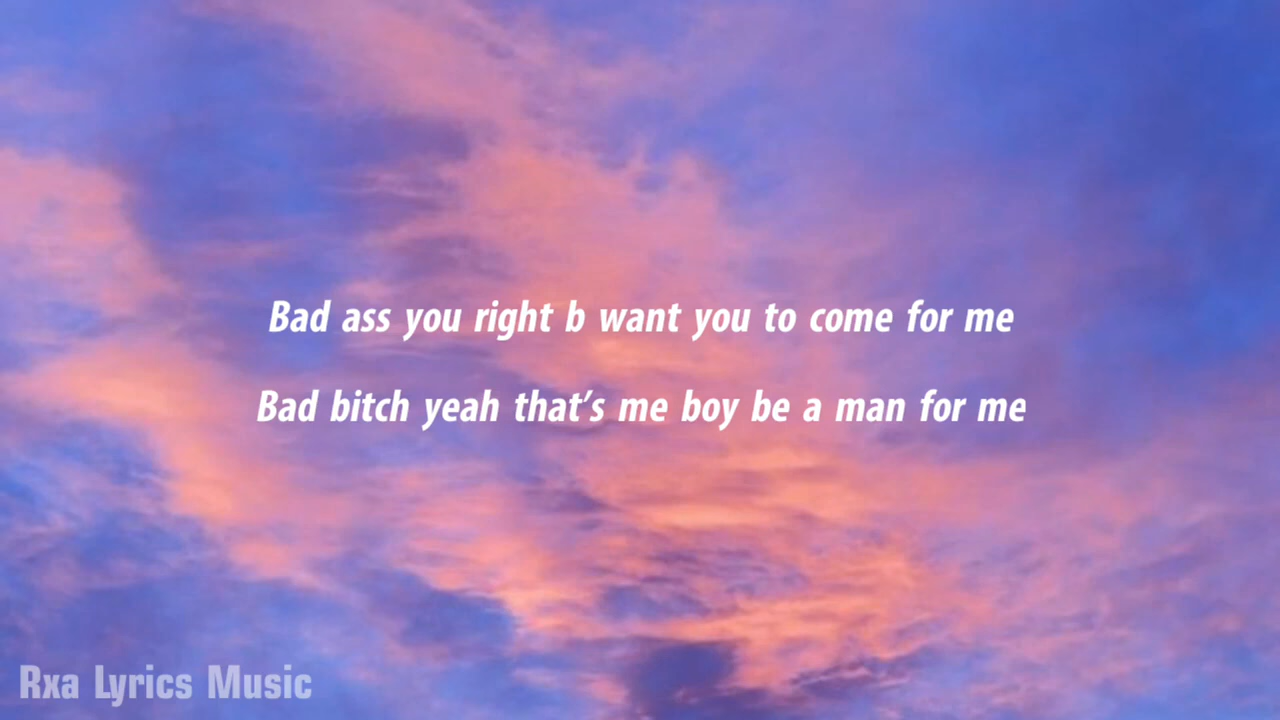 Bad ass you right b want you to come for me
Bad bitch yeah that's me boy be a man for me
Rxa Lyrics Music